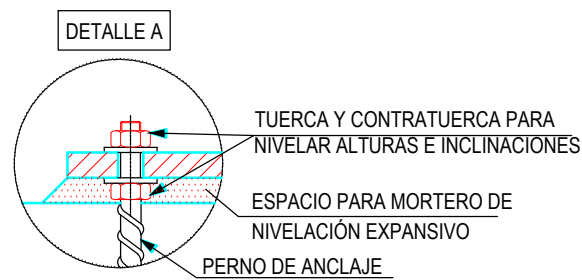 DETALLE A
TUERCA Y CONTRATUERCA PARA
NIVELAR ALTURAS E INCLINACIONES
ESPACIO PARA MORTERO DE
NIVELACIÓN EXPANSIVO
PERNO DE ANCLAJE